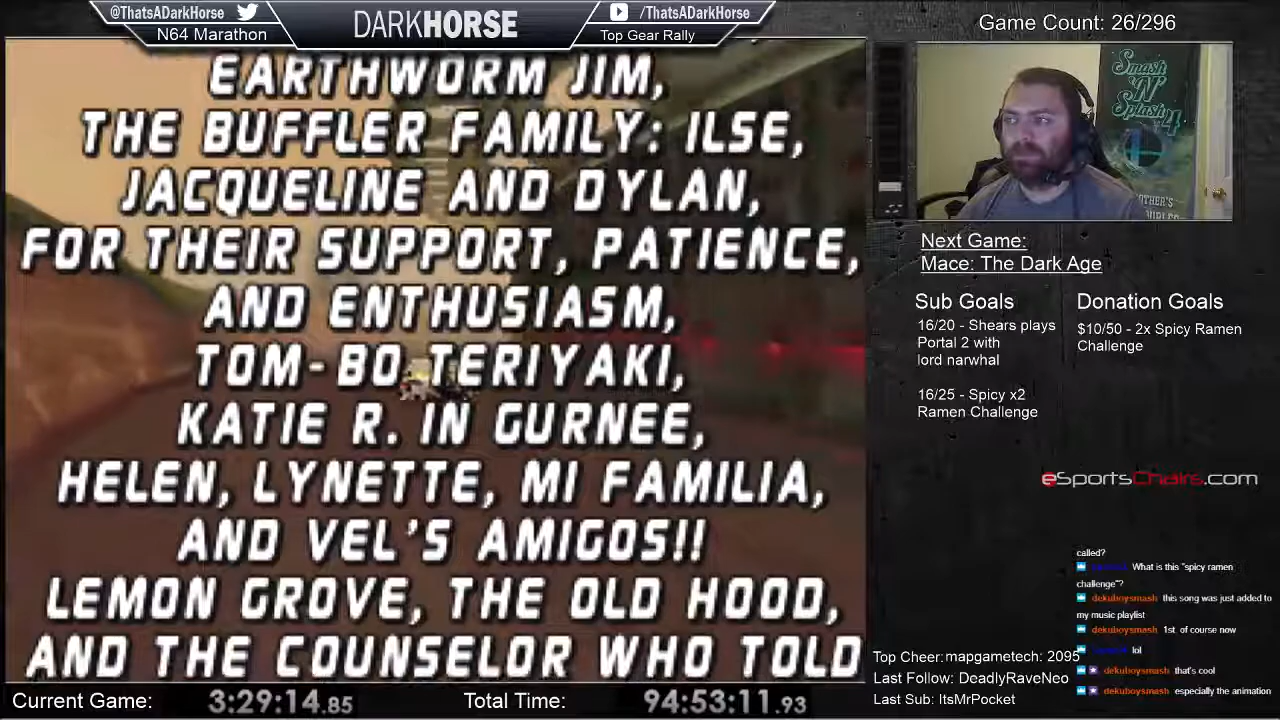 @ThatsADarkHorse
N64 Marathon
DARKHORSE
/ThatsADarkHorse
Top Gear Rally
Game Count: 26/296
EARTHWORM JIM,
THE BUFFLER FAMILY: ILSE,
JACQUELINE AND DYLAN,
FOR THEIR SUPPORT, PATIENCE,
AND ENTHUSIASM,
TOM-BO TERIYAKI,
KATIE R. IN GURNEE,
HELEN, LYNETTE, MI FAMILIA,
AND VEL'S AMIGOS!!
LEMON GROVE, THE OLD HOOD,
AND THE COUNSELOR WHO TOLD
Smash
'N'
Splash 4
Next Game:
Mace: The Dark Age
Sub Goals
16/20 - Shears plays
Portal 2 with
lord narwhal
16/25 - Spicy x2
Ramen Challenge
Donation Goals
$10/50 - 2x Spicy Ramen
Challenge
eSportsChairs.com
called?
What is this "spicy ramen
challenge"?
dekuboysmash this song was just added to
my music playlist
dekuboysmash 1st. of course now
lol
dekuboysmash that's cool
dekuboysmash especially the animation
Top Cheer: mapgametech: 2095
Last Follow: DeadlyRaveNeo
Last Sub: ItsMrPocket
Current Game: 3:29:14.85
Total Time: 94:53:11.93